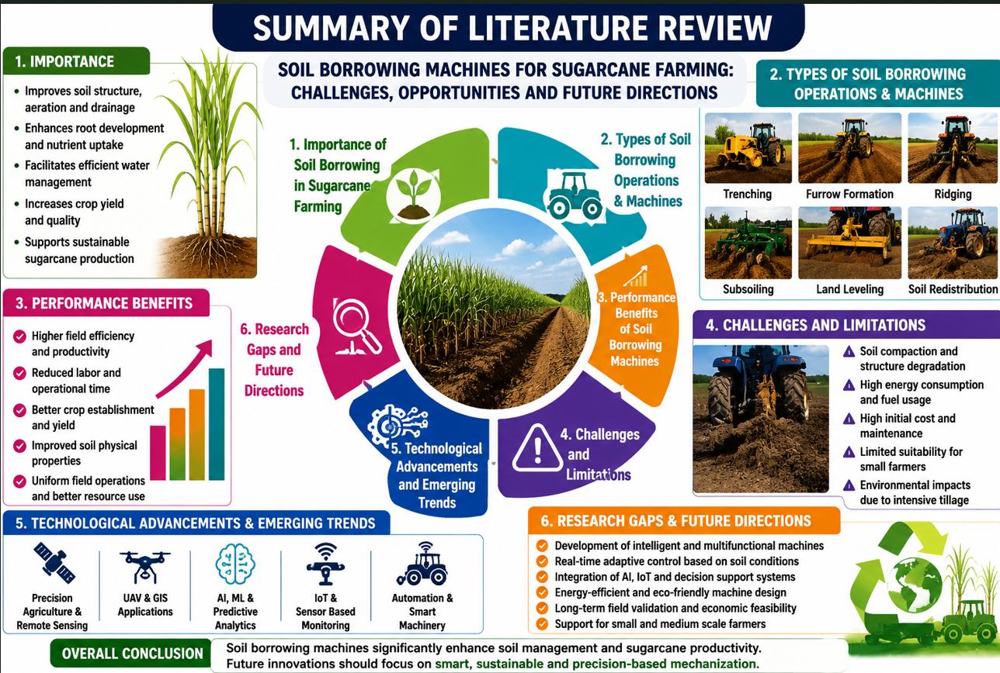 SUMMARY OF LITERATURE REVIEW
SOIL BORROWING MACHINES FOR SUGARCANE FARMING:
CHALLENGES, OPPORTUNITIES AND FUTURE DIRECTIONS
1. IMPORTANCE
• Improves soil structure,
aeration and drainage
• Enhances root development
and nutrient uptake
• Facilitates efficient water
management
• Increases crop yield
and quality
• Supports sustainable
sugarcane production
1. Importance of
Soil Borrowing
in Sugarcane
Farming
2. Types of Soil
Borrowing
Operations
& Machines
3. Performance
Benefits
of Soil
Borrowing
Machines
4. Challenges
and
Limitations
5. Technological
Advancements
and Emerging
Trends
6. Research
Gaps and
Future
Directions
2. TYPES OF SOIL BORROWING
OPERATIONS & MACHINES
Trenching
Furrow Formation
Ridging
Subsoiling
Land Leveling
Soil Redistribution
3. PERFORMANCE BENEFITS
Higher field efficiency
and productivity
Reduced labor and
operational time
Better crop establishment
and yield
Improved soil physical
properties
Uniform field operations
and better resource use
4. CHALLENGES AND LIMITATIONS
Soil compaction and
structure degradation
High energy consumption
and fuel usage
High initial cost and
maintenance
Limited suitability for
small farmers
Environmental impacts
due to intensive tillage
5. TECHNOLOGICAL ADVANCEMENTS & EMERGING TRENDS
Precision
Agriculture &
Remote Sensing
UAV & GIS
Applications
AI, ML &
Predictive
Analytics
IoT &
Sensor Based
Monitoring
Automation &
Smart
Machinery
6. RESEARCH GAPS & FUTURE DIRECTIONS
Development of intelligent and multifunctional machines
Real-time adaptive control based on soil conditions
Integration of AI, IoT and decision support systems
Energy-efficient and eco-friendly machine design
Long-term field validation and economic feasibility
Support for small and medium scale farmers
OVERALL CONCLUSION
Soil borrowing machines significantly enhance soil management and sugarcane productivity.
Future innovations should focus on smart, sustainable and precision-based mechanization.